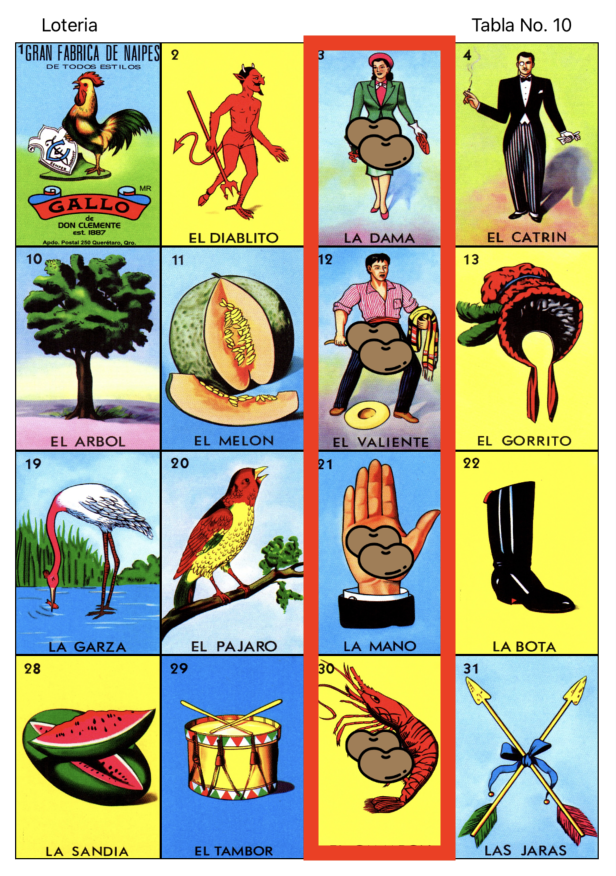 Loteria
Tabla No. 10
1 GRAN FABRICA DE NAIPES
DE TODOS ESTILOS
GALLO
MR
de
DON CLEMENTE
est. 1887
Apdo. Postal 256 Querétaro, Qro.
2
EL DIABLITO
3
LA DAMA
4
EL CATRIN
10
EL ARBOL
11
EL MELON
12
EL VALIENTE
13
EL GORRITO
19
LA GARZA
20
EL PAJARO
21
LA MANO
22
LA BOTA
28
LA SANDIA
29
EL TAMBOR
30
31
LAS JARAS